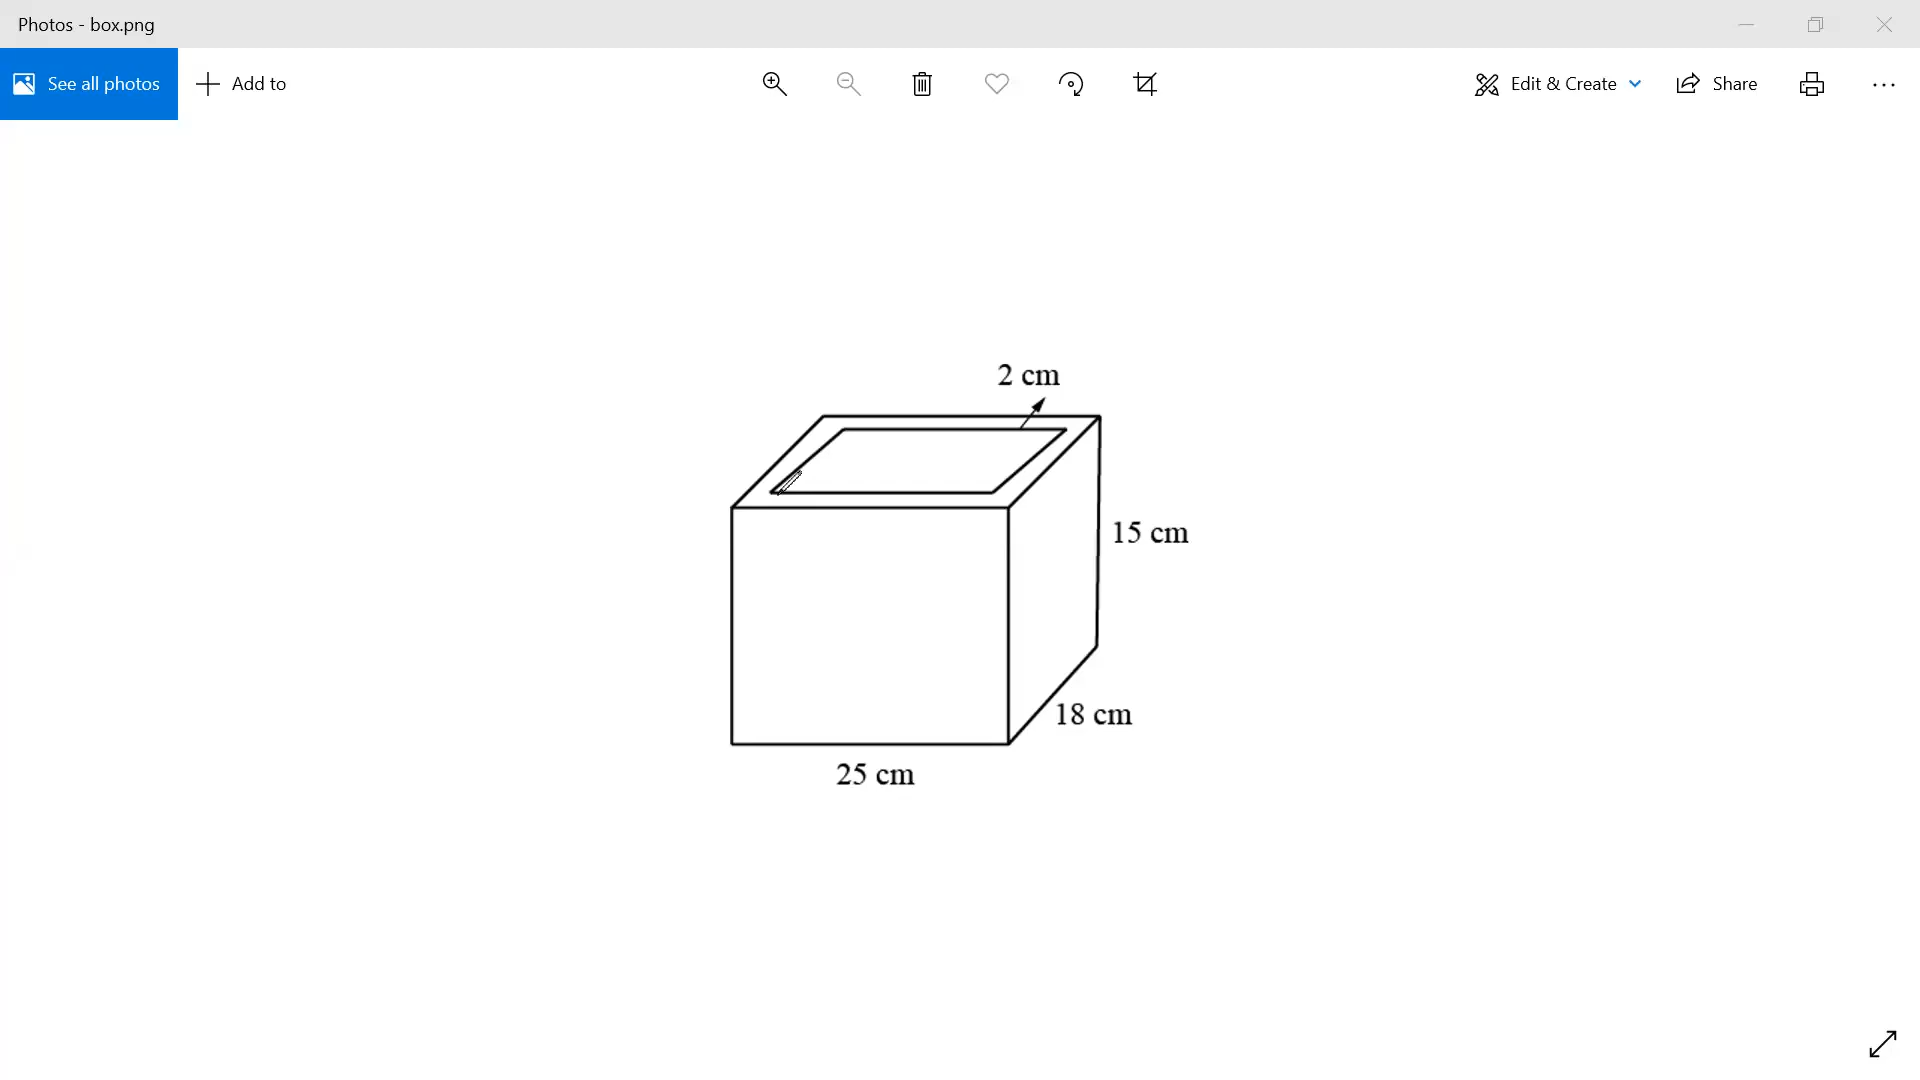 Photos - box.png
See all photos
Add to
Edit & Create
Share
2 cm
15 cm
18 cm
25 cm